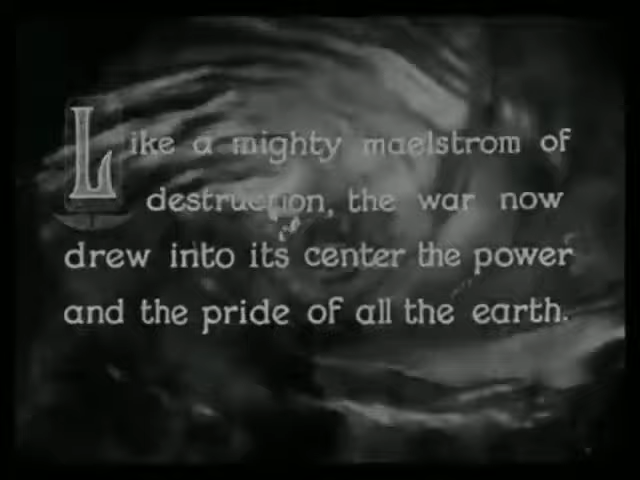 Like a mighty maelstrom of
destruction, the war now
drew into its center the power
and the pride of all the earth.